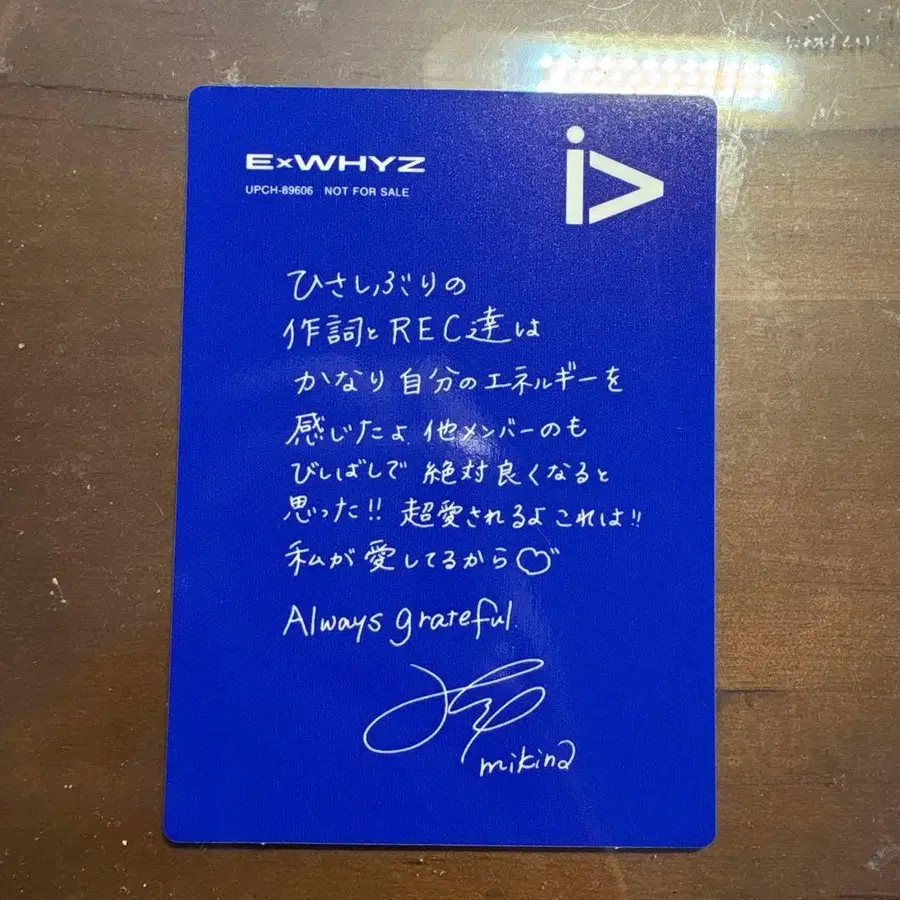 ExWHYZ
UPCH-89606 NOT FOR SALE
i>
ひさしぶりの
作詞とREC達は
かなり自分のエネルギーを
感じたよ 他メンバーのも
びしばしで 絶対良くなると
思った!! 超愛されるよこれは!!
私が愛してるから♡
Always grateful.
mikina